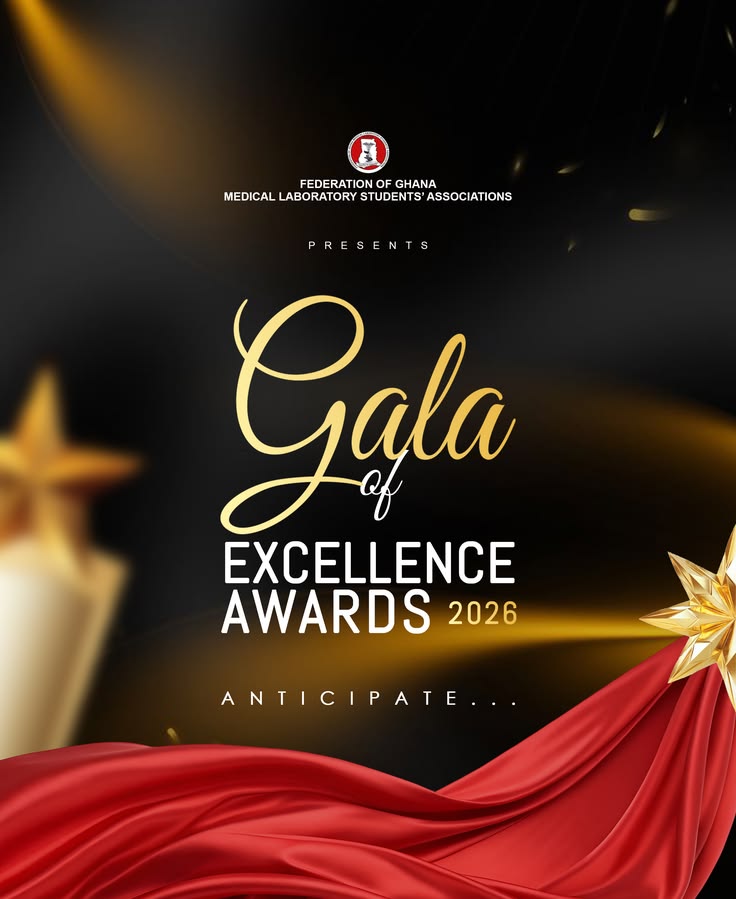 FEDERATION OF GHANA
MEDICAL LABORATORY STUDENTS' ASSOCIATIONS
PRESENTS
Gala
of
EXCELLENCE
AWARDS 2026
ANTICIPATE...